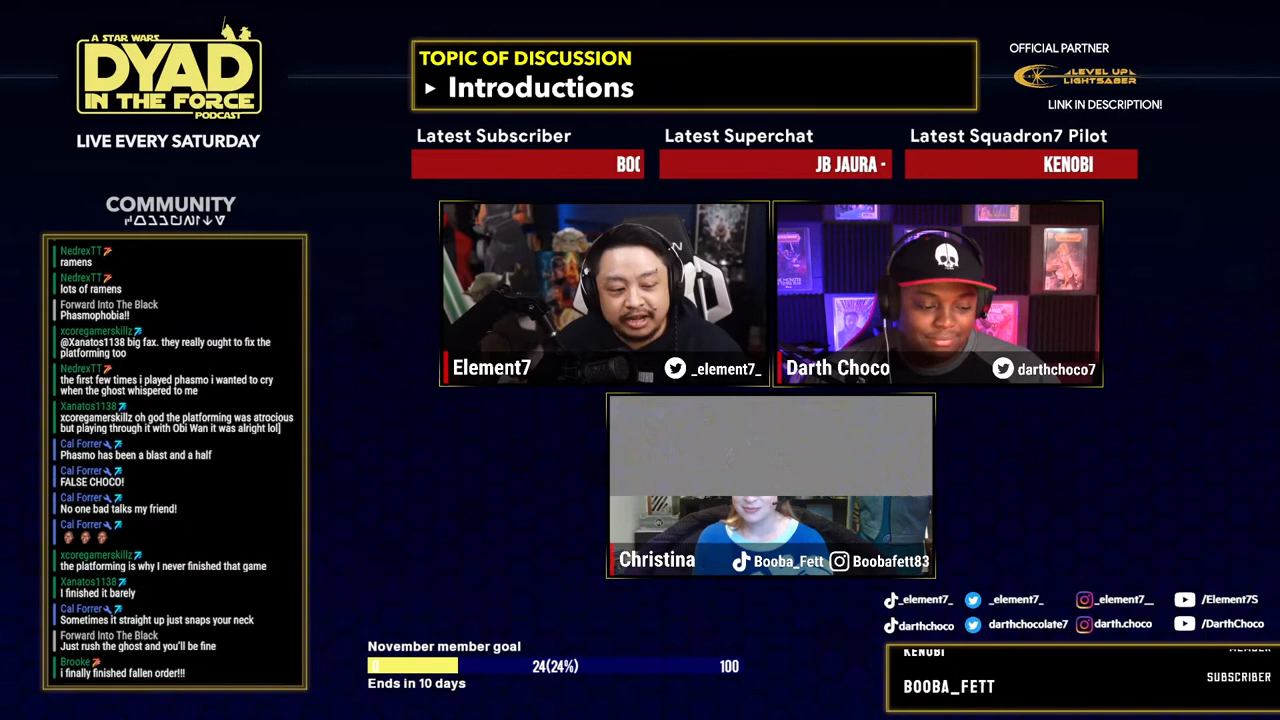 A STAR WARS
DYAD
IN THE FORCE
PODCAST
LIVE EVERY SATURDAY
TOPIC OF DISCUSSION
► Introductions
OFFICIAL PARTNER
LEVEL UP
LIGHTSABER
LINK IN DESCRIPTION!
Latest Subscriber
BOO
Latest Superchat
JB JAURA -
Latest Squadron7 Pilot
KENOBI
COMMUNITY
NedrexTT
ramens
NedrexTT
lots of ramens
Forward Into The Black
Phasmophobia!!
xcoregamerskillz
@Xanatos1138 big fax. they really ought to fix the
platforming too
NedrexTT
the first few times i played phasmo i wanted to cry
when the ghost whispered to me
Xanatos1138
xcoregamerskillz oh god the platforming was atrocious
but playing through it with Obi Wan it was alright lol]
Cal Forrer
Phasmo has been a blast and a half
Cal Forrer
FALSE CHOCO!
Cal Forrer
No one bad talks my friend!
Cal Forrer
xcoregamerskillz
the platforming is why I never finished that game
Xanatos1138
I finished it barely
Cal Forrer
Sometimes it straight up just snaps your neck
Forward Into The Black
Just rush the ghost and you'll be fine
Brooke
i finally finished fallen order!!!
Element7
_element7_
Darth Choco
darthchoco7
Christina
Booba_Fett
Boobafett83
November member goal
0
24(24%)
100
Ends in 10 days
_element7_
_element7_
_element7__
/Element7S
darthchoco
darthchocolate7
darth.choco
/DarthChoco
KENOBI
MEMBER
BOOBA_FETT
SUBSCRIBER